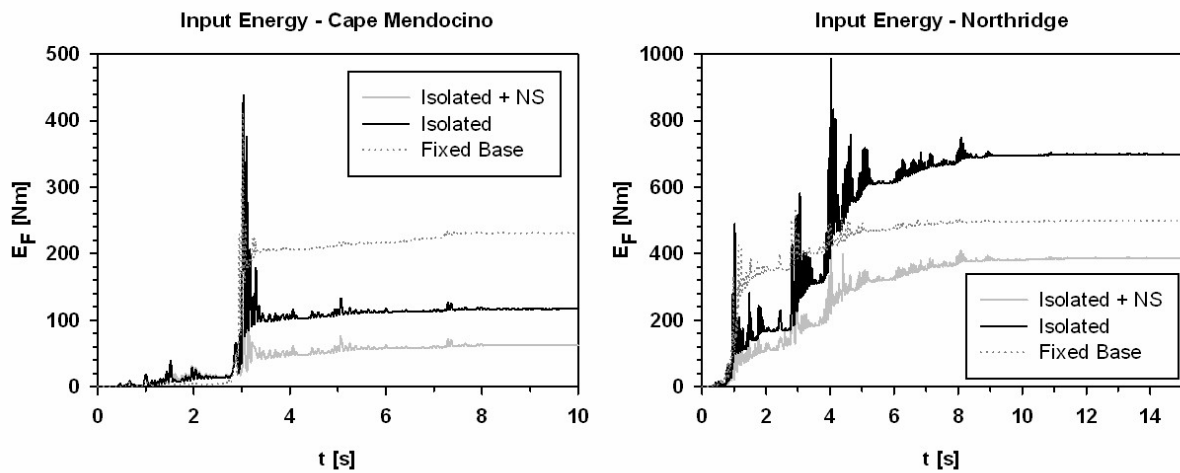 Input Energy - Cape Mendocino
500
400
300
200
100
0
E_F [Nm]
Isolated + NS
Isolated
Fixed Base
0 2 4 6 8 10
t [s]
Input Energy - Northridge
1000
800
600
400
200
0
E_F [Nm]
Isolated + NS
Isolated
Fixed Base
0 2 4 6 8 10 12 14
t [s]